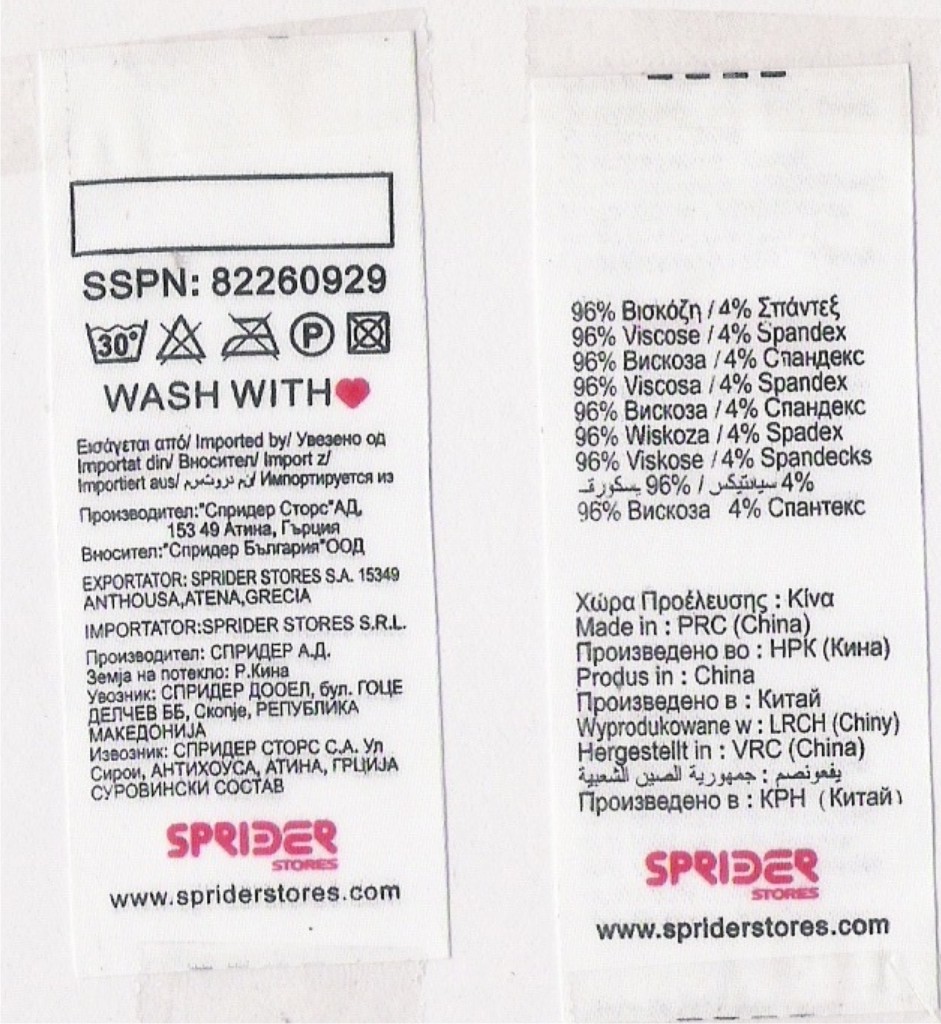 SSPN: 82260929
30°
P
WASH WITH
Εισάγεται από/ Imported by/ Увезено од
Importat din/ Вносител/ Import z/
Importiert aus/ Импортируется из
Производител:"Спридер Сторс"АД,
153 49 Атина, Гърция
Вносител:"Спридер България"ООД
EXPORTATOR: SPRIDER STORES S.A. 15349
ANTHOUSA,ATENA,GRECIA
IMPORTATOR:SPRIDER STORES S.R.L.
Производител: СПРИДЕР А.Д.
Земја на потекло: Р.Кина
Увозник: СПРИДЕР ДООЕЛ, бул. ГОЦЕ
ДЕЛЧЕВ ББ, Скопје, РЕПУБЛИКА
МАКЕДОНИЈА
Извозник: СПРИДЕР СТОРС С.А. Ул
Сирои, АНТИХОУСА, АТИНА, ГРЦИЈА
СУРОВИНСКИ СОСТАВ
SPRIDER
STORES
www.spriderstores.com
96% Βισκόζη / 4% Σπάντεξ
96% Viscose / 4% Spandex
96% Вискоза / 4% Спандекс
96% Viscosa / 4% Spandex
96% Вискоза / 4% Спандекс
96% Wiskoza / 4% Spadex
96% Viskose / 4% Spandecks
4% سبانتيكس / 96%
96% Вискоза 4% Спантекс
Χώρα Προέλευσης : Κίνα
Made in : PRC (China)
Произведено во : НРК (Кина)
Produs in : China
Произведено в : Китай
Wyprodukowane w : LRCH (Chiny)
Hergestellt in : VRC (China)
يفعونصم : جمهورية الصين الشعبية
Произведено в : КРН (Китай)
SPRIDER
STORES
www.spriderstores.com